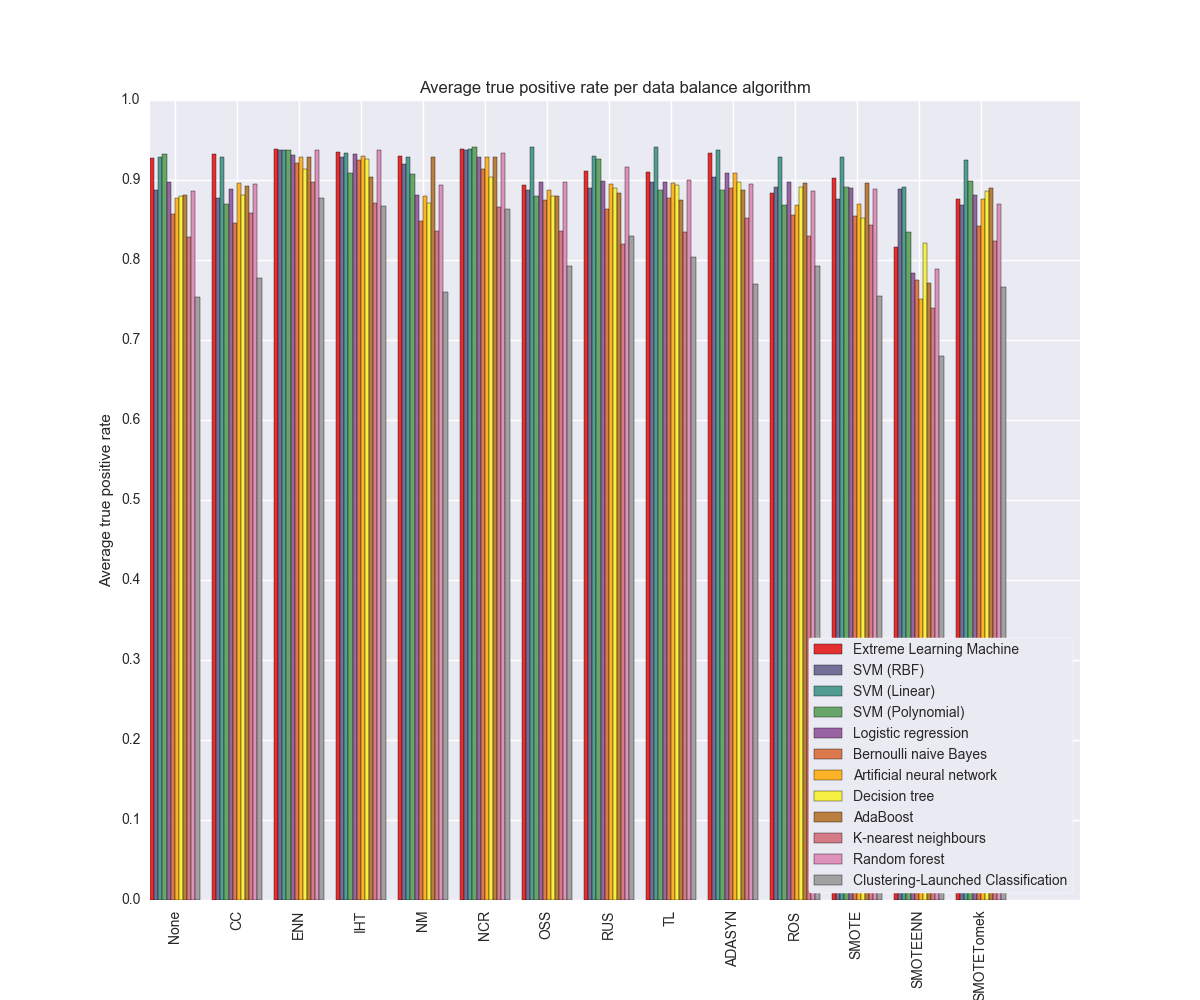 Average true positive rate per data balance algorithm
Average true positive rate
1.0
0.9
0.8
0.7
0.6
0.5
0.4
0.3
0.2
0.1
0.0
Extreme Learning Machine
SVM (RBF)
SVM (Linear)
SVM (Polynomial)
Logistic regression
Bernoulli naive Bayes
Artificial neural network
Decision tree
AdaBoost
K-nearest neighbours
Random forest
Clustering-Launched Classification
None
CC
ENN
IHT
NM
NCR
OSS
RUS
TL
ADASYN
ROS
SMOTE
SMOTEENN
SMOTETomek